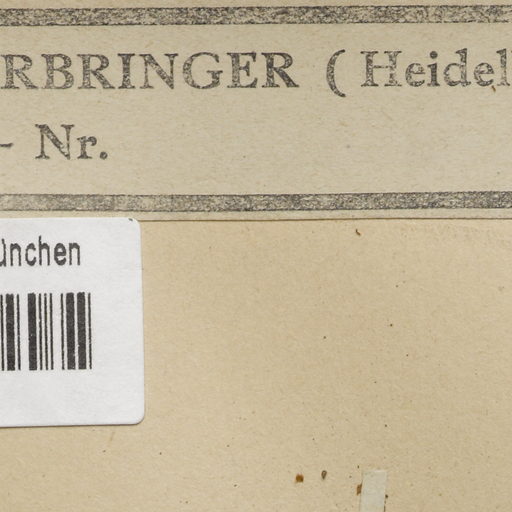 RBRINGER ( Heidel
- Nr.
ünchen